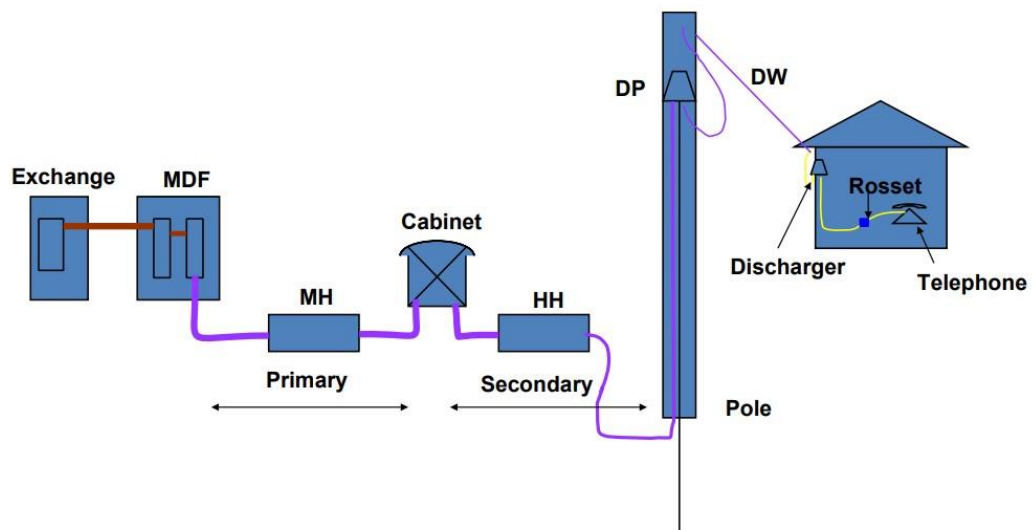 DW
DP
Exchange
MDF
Rosset
Cabinet
Discharger
Telephone
MH
HH
Primary
Secondary
Pole